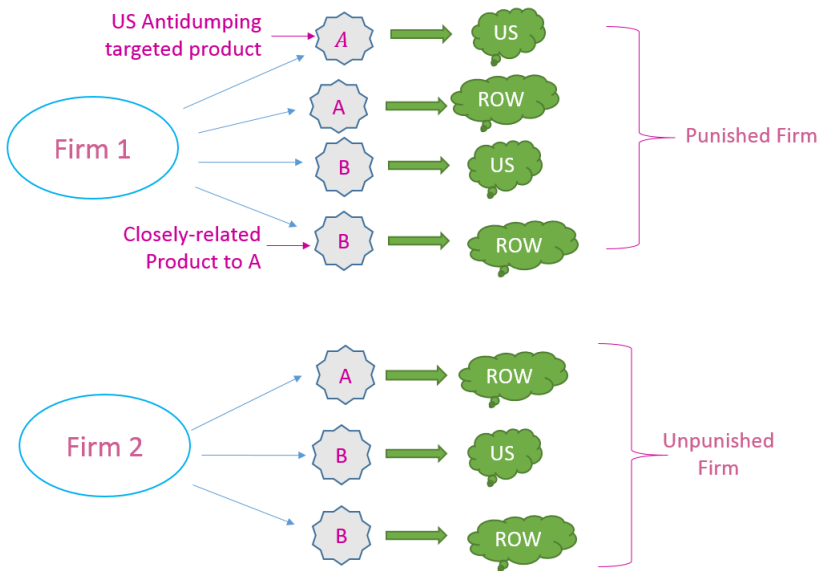 US Antidumping
targeted product
A
US
A
ROW
Firm 1
Punished Firm
B
US
Closely-related
Product to A
B
ROW
A
ROW
Firm 2
B
US
Unpunished
Firm
B
ROW